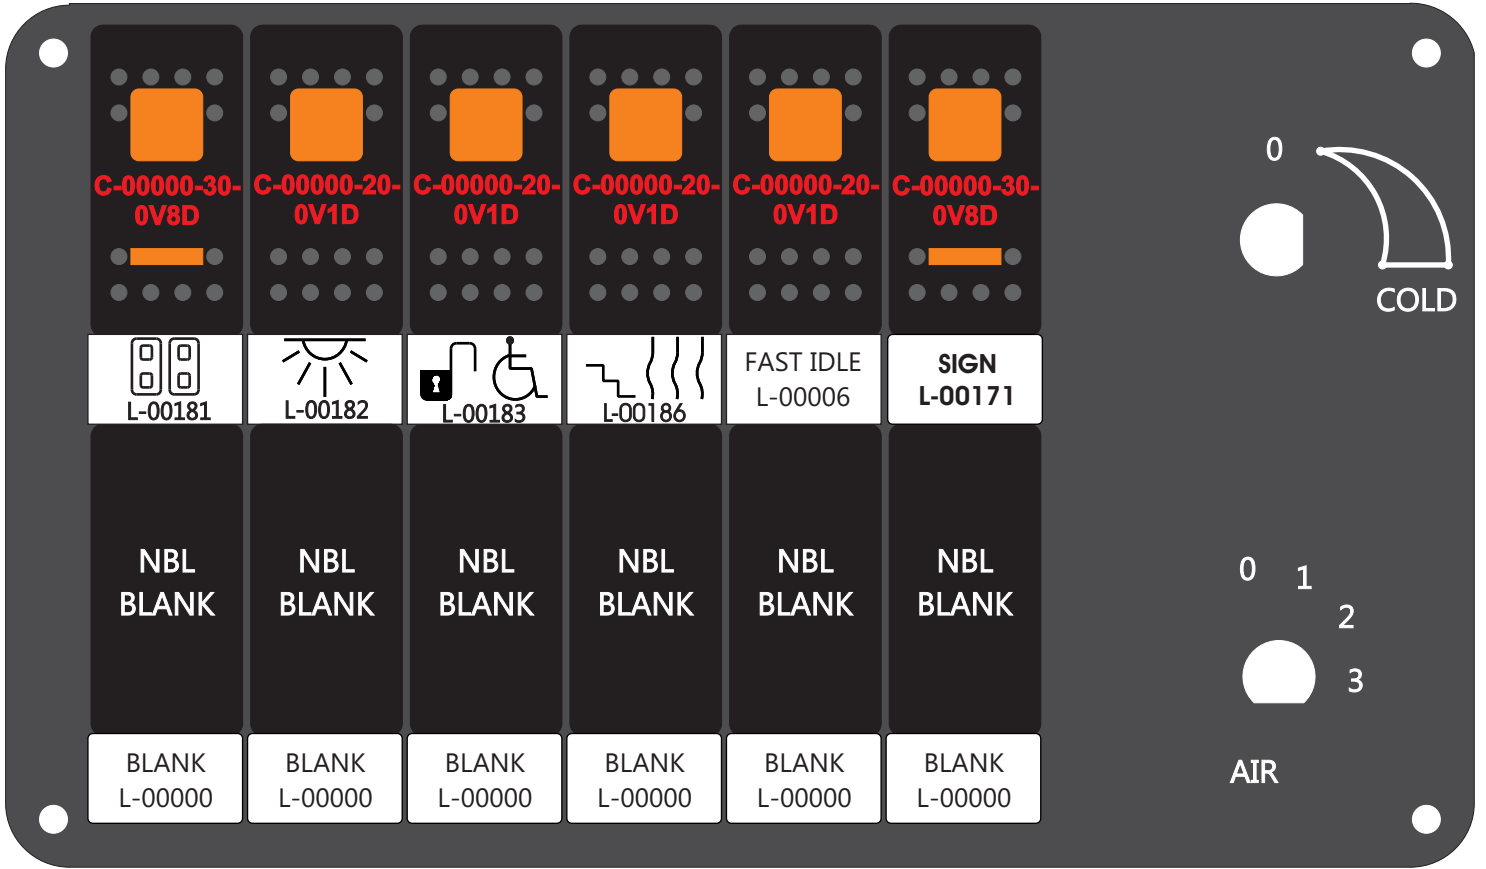 C-00000-30-
0V8D
C-00000-20-
0V1D
C-00000-20-
0V1D
C-00000-20-
0V1D
C-00000-20-
0V1D
C-00000-30-
0V8D
L-00181
L-00182
L-00183
L-00186
FAST IDLE
L-00006
SIGN
L-00171
NBL
BLANK
NBL
BLANK
NBL
BLANK
NBL
BLANK
NBL
BLANK
NBL
BLANK
BLANK
L-00000
BLANK
L-00000
BLANK
L-00000
BLANK
L-00000
BLANK
L-00000
BLANK
L-00000
0
COLD
0
1
2
3
AIR